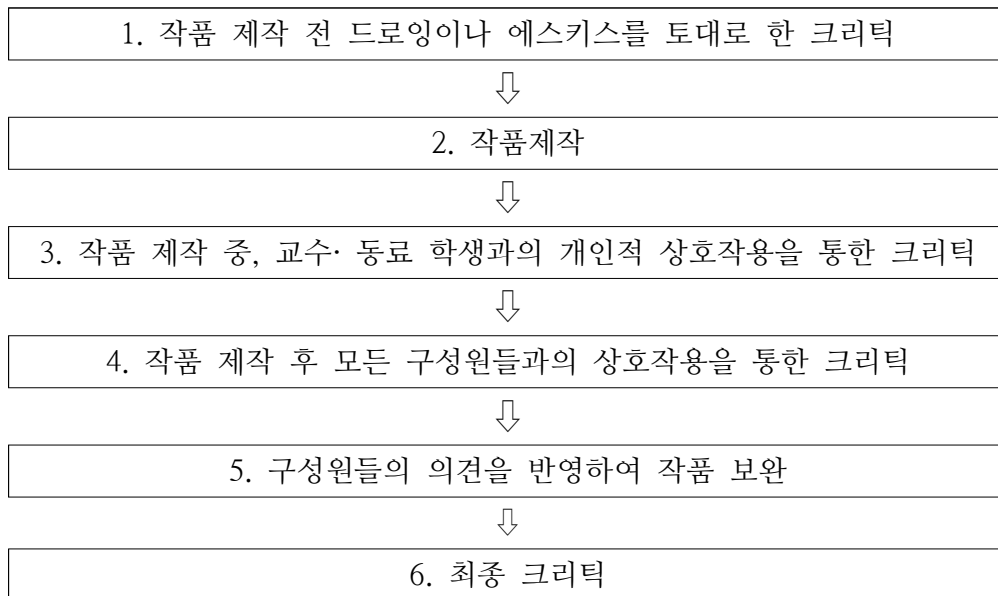 1. 작품 제작 전 드로잉이나 에스키스를 토대로 한 크리틱
⇩
2. 작품제작
⇩
3. 작품 제작 중, 교수· 동료 학생과의 개인적 상호작용을 통한 크리틱
⇩
4. 작품 제작 후 모든 구성원들과의 상호작용을 통한 크리틱
⇩
5. 구성원들의 의견을 반영하여 작품 보완
⇩
6. 최종 크리틱